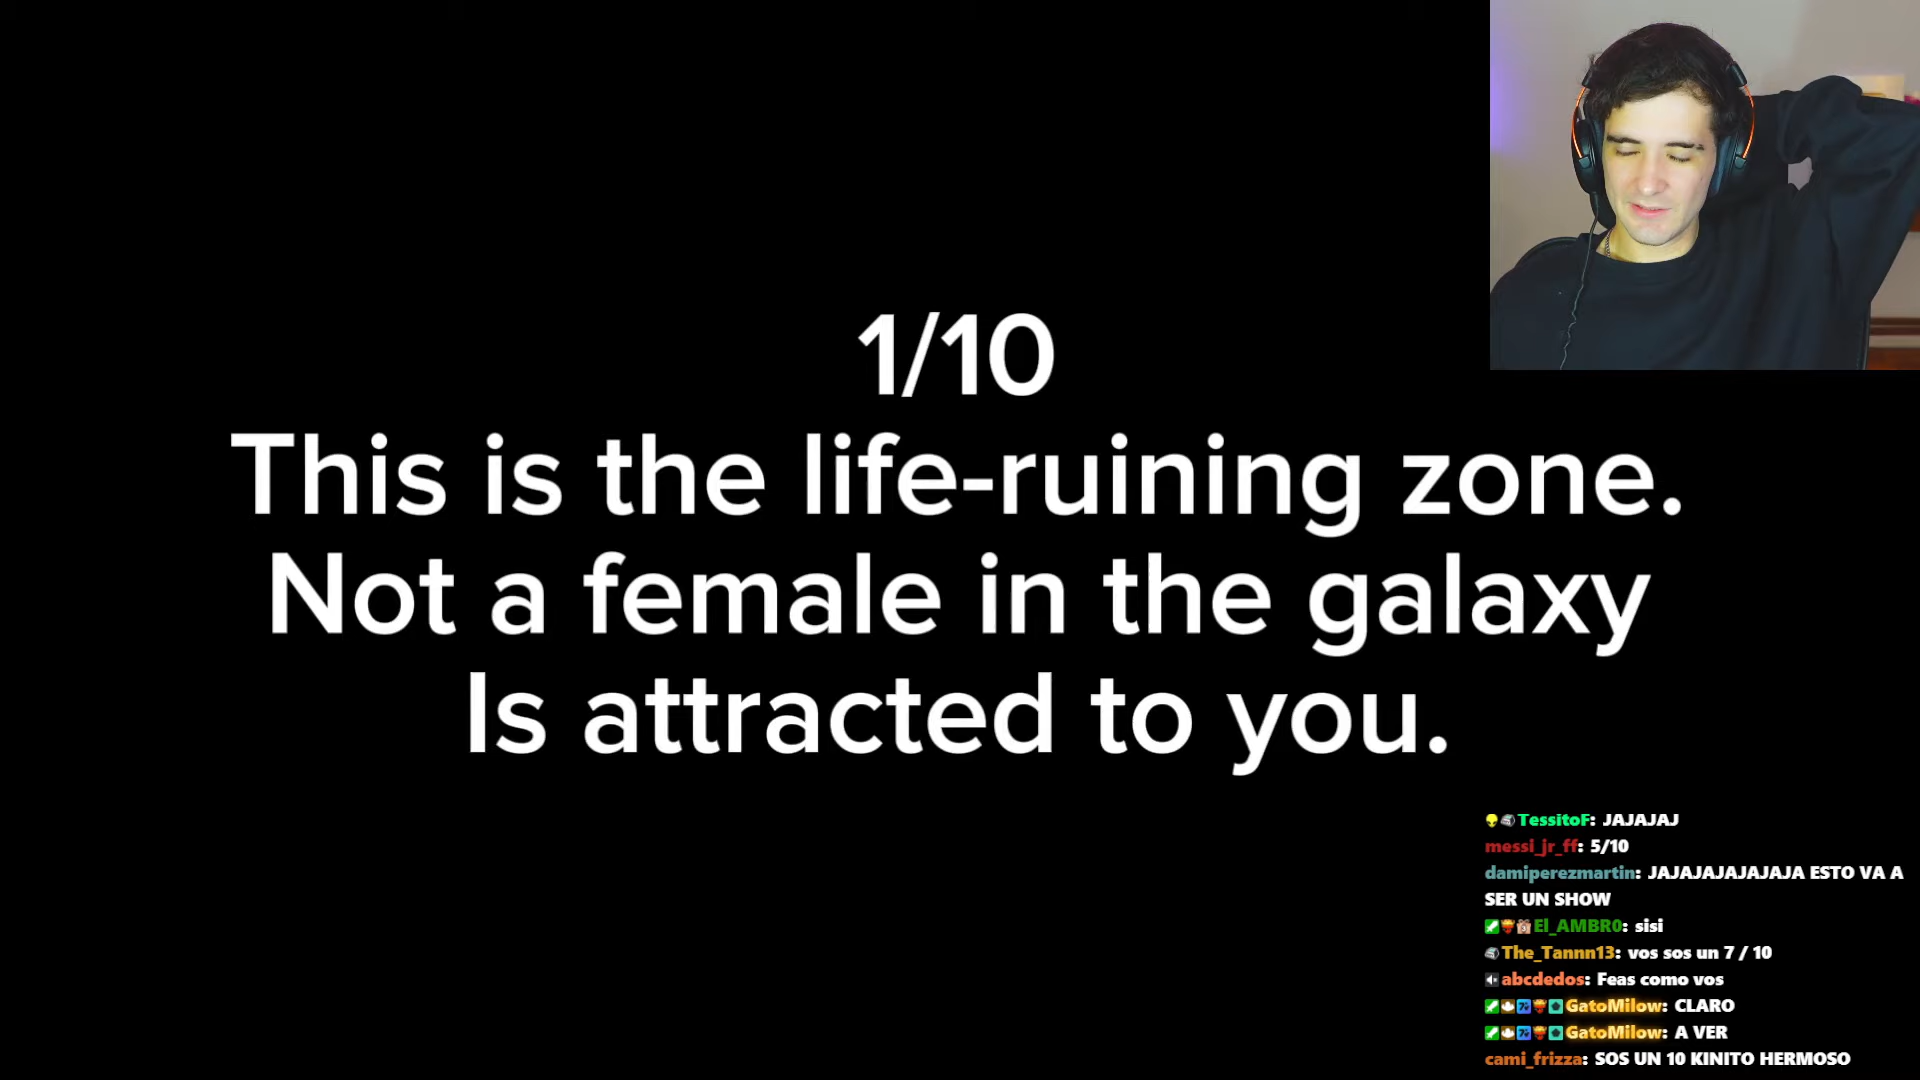 1/10
This is the life-ruining zone.
Not a female in the galaxy
Is attracted to you.
TessitoF: JAJAJAJ
messi_jr_ff: 5/10
damiperezmartin: JAJAJAJAJAJAJA ESTO VA A
SER UN SHOW
El_AMBR0: sisi
The_Tannn13: vos sos un 7 / 10
abcdedos: Feas como vos
GatoMilow: CLARO
GatoMilow: A VER
cami_frizza: SOS UN 10 KINITO HERMOSO